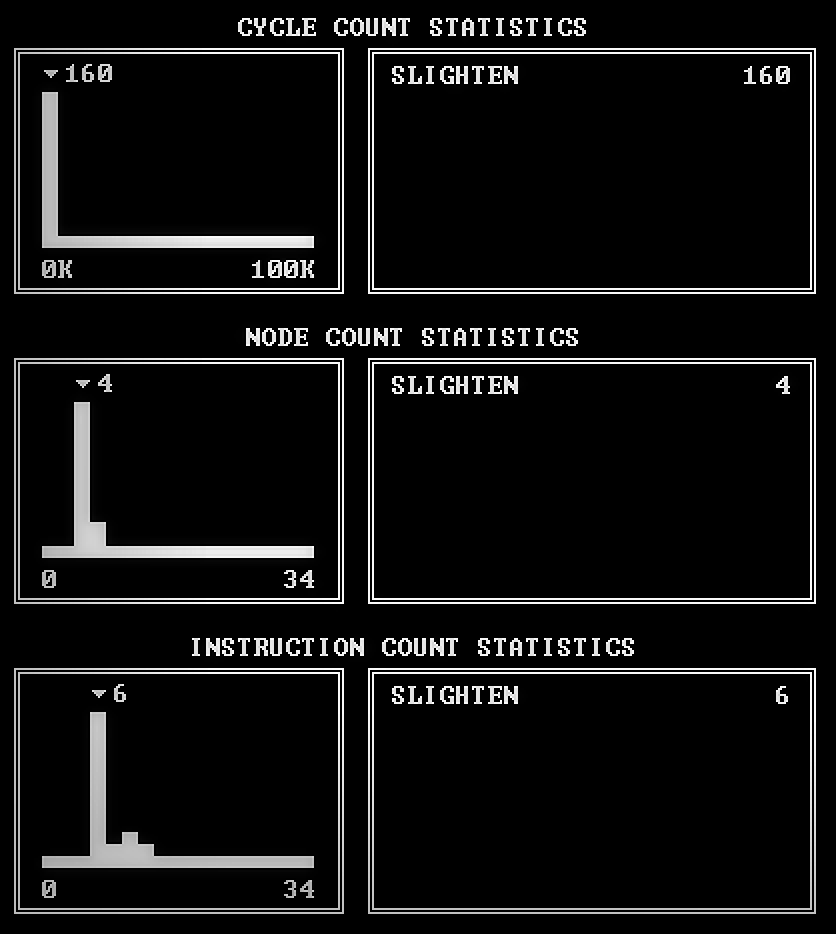 CYCLE COUNT STATISTICS
160
SLIGHTEN 160
0K 100K
NODE COUNT STATISTICS
4
SLIGHTEN 4
0 34
INSTRUCTION COUNT STATISTICS
6
SLIGHTEN 6
0 34